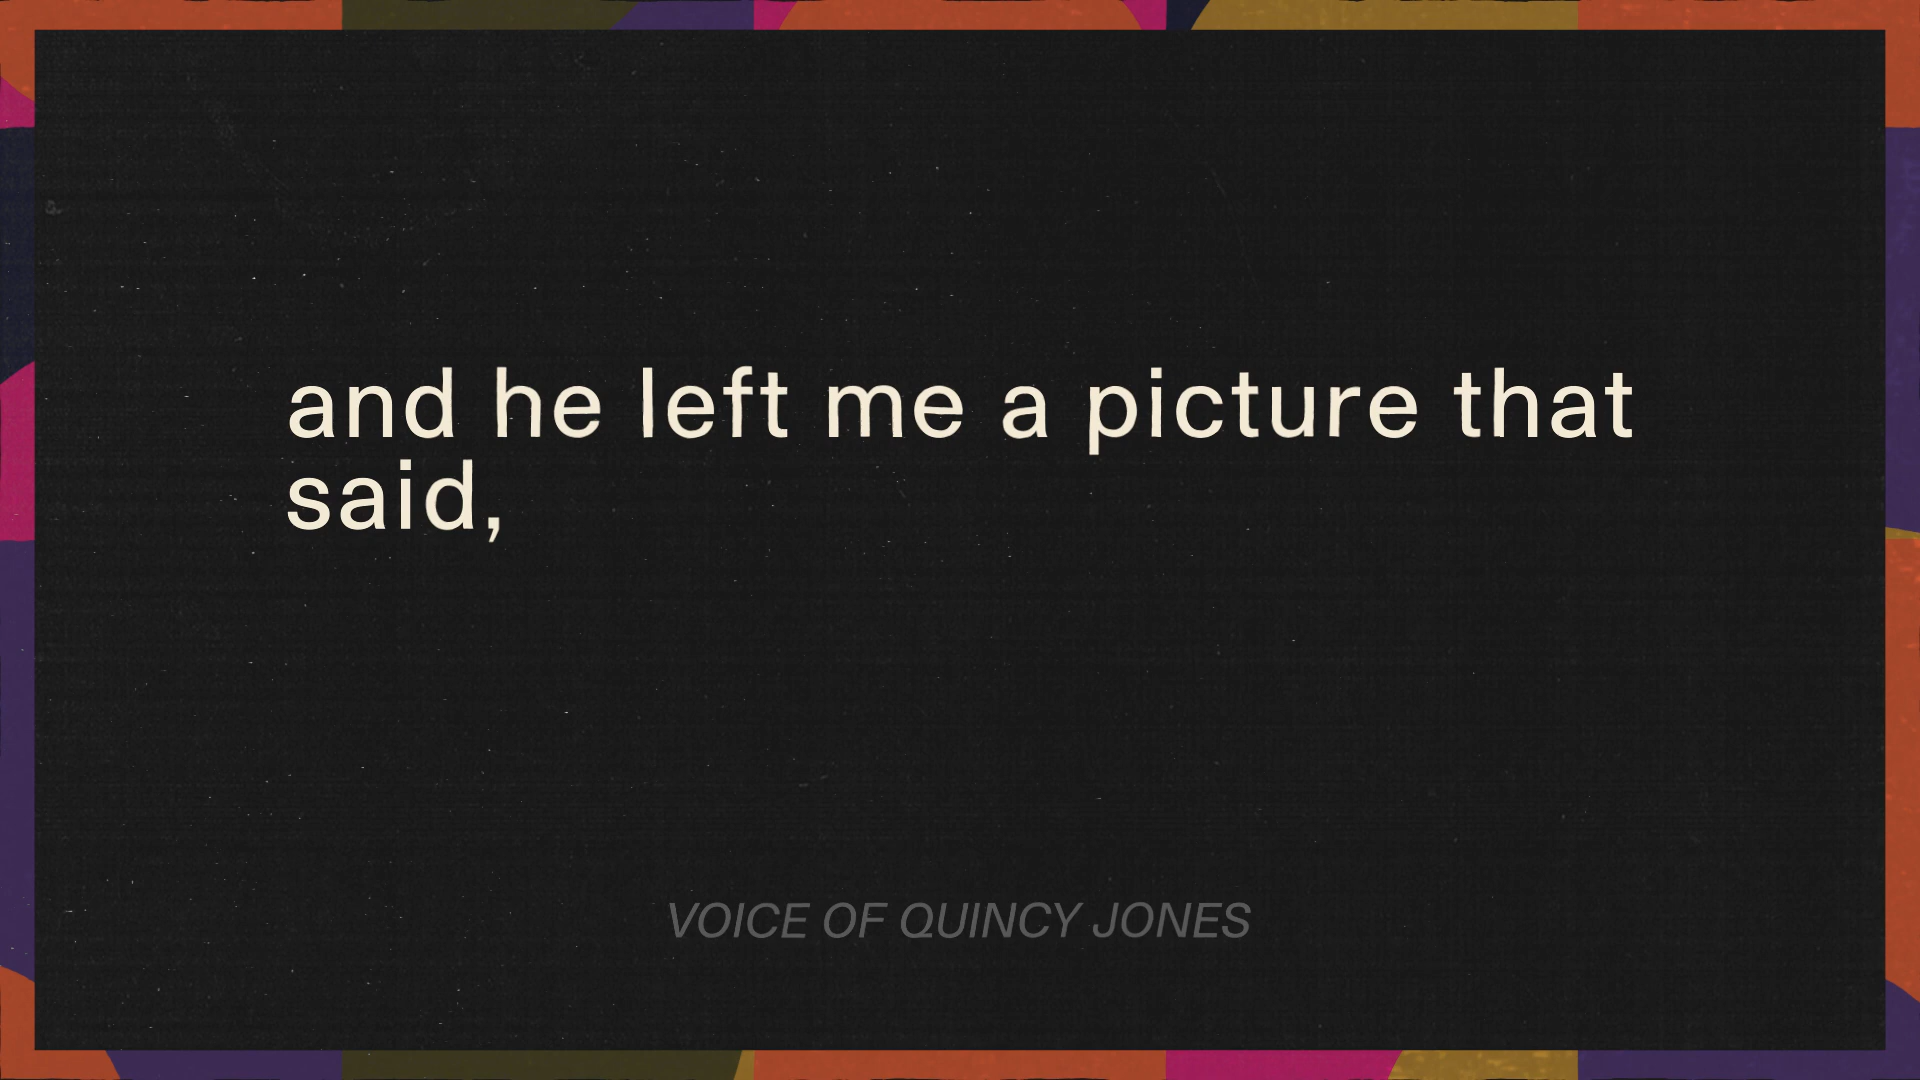 and he left me a picture that
said,
VOICE OF QUINCY JONES